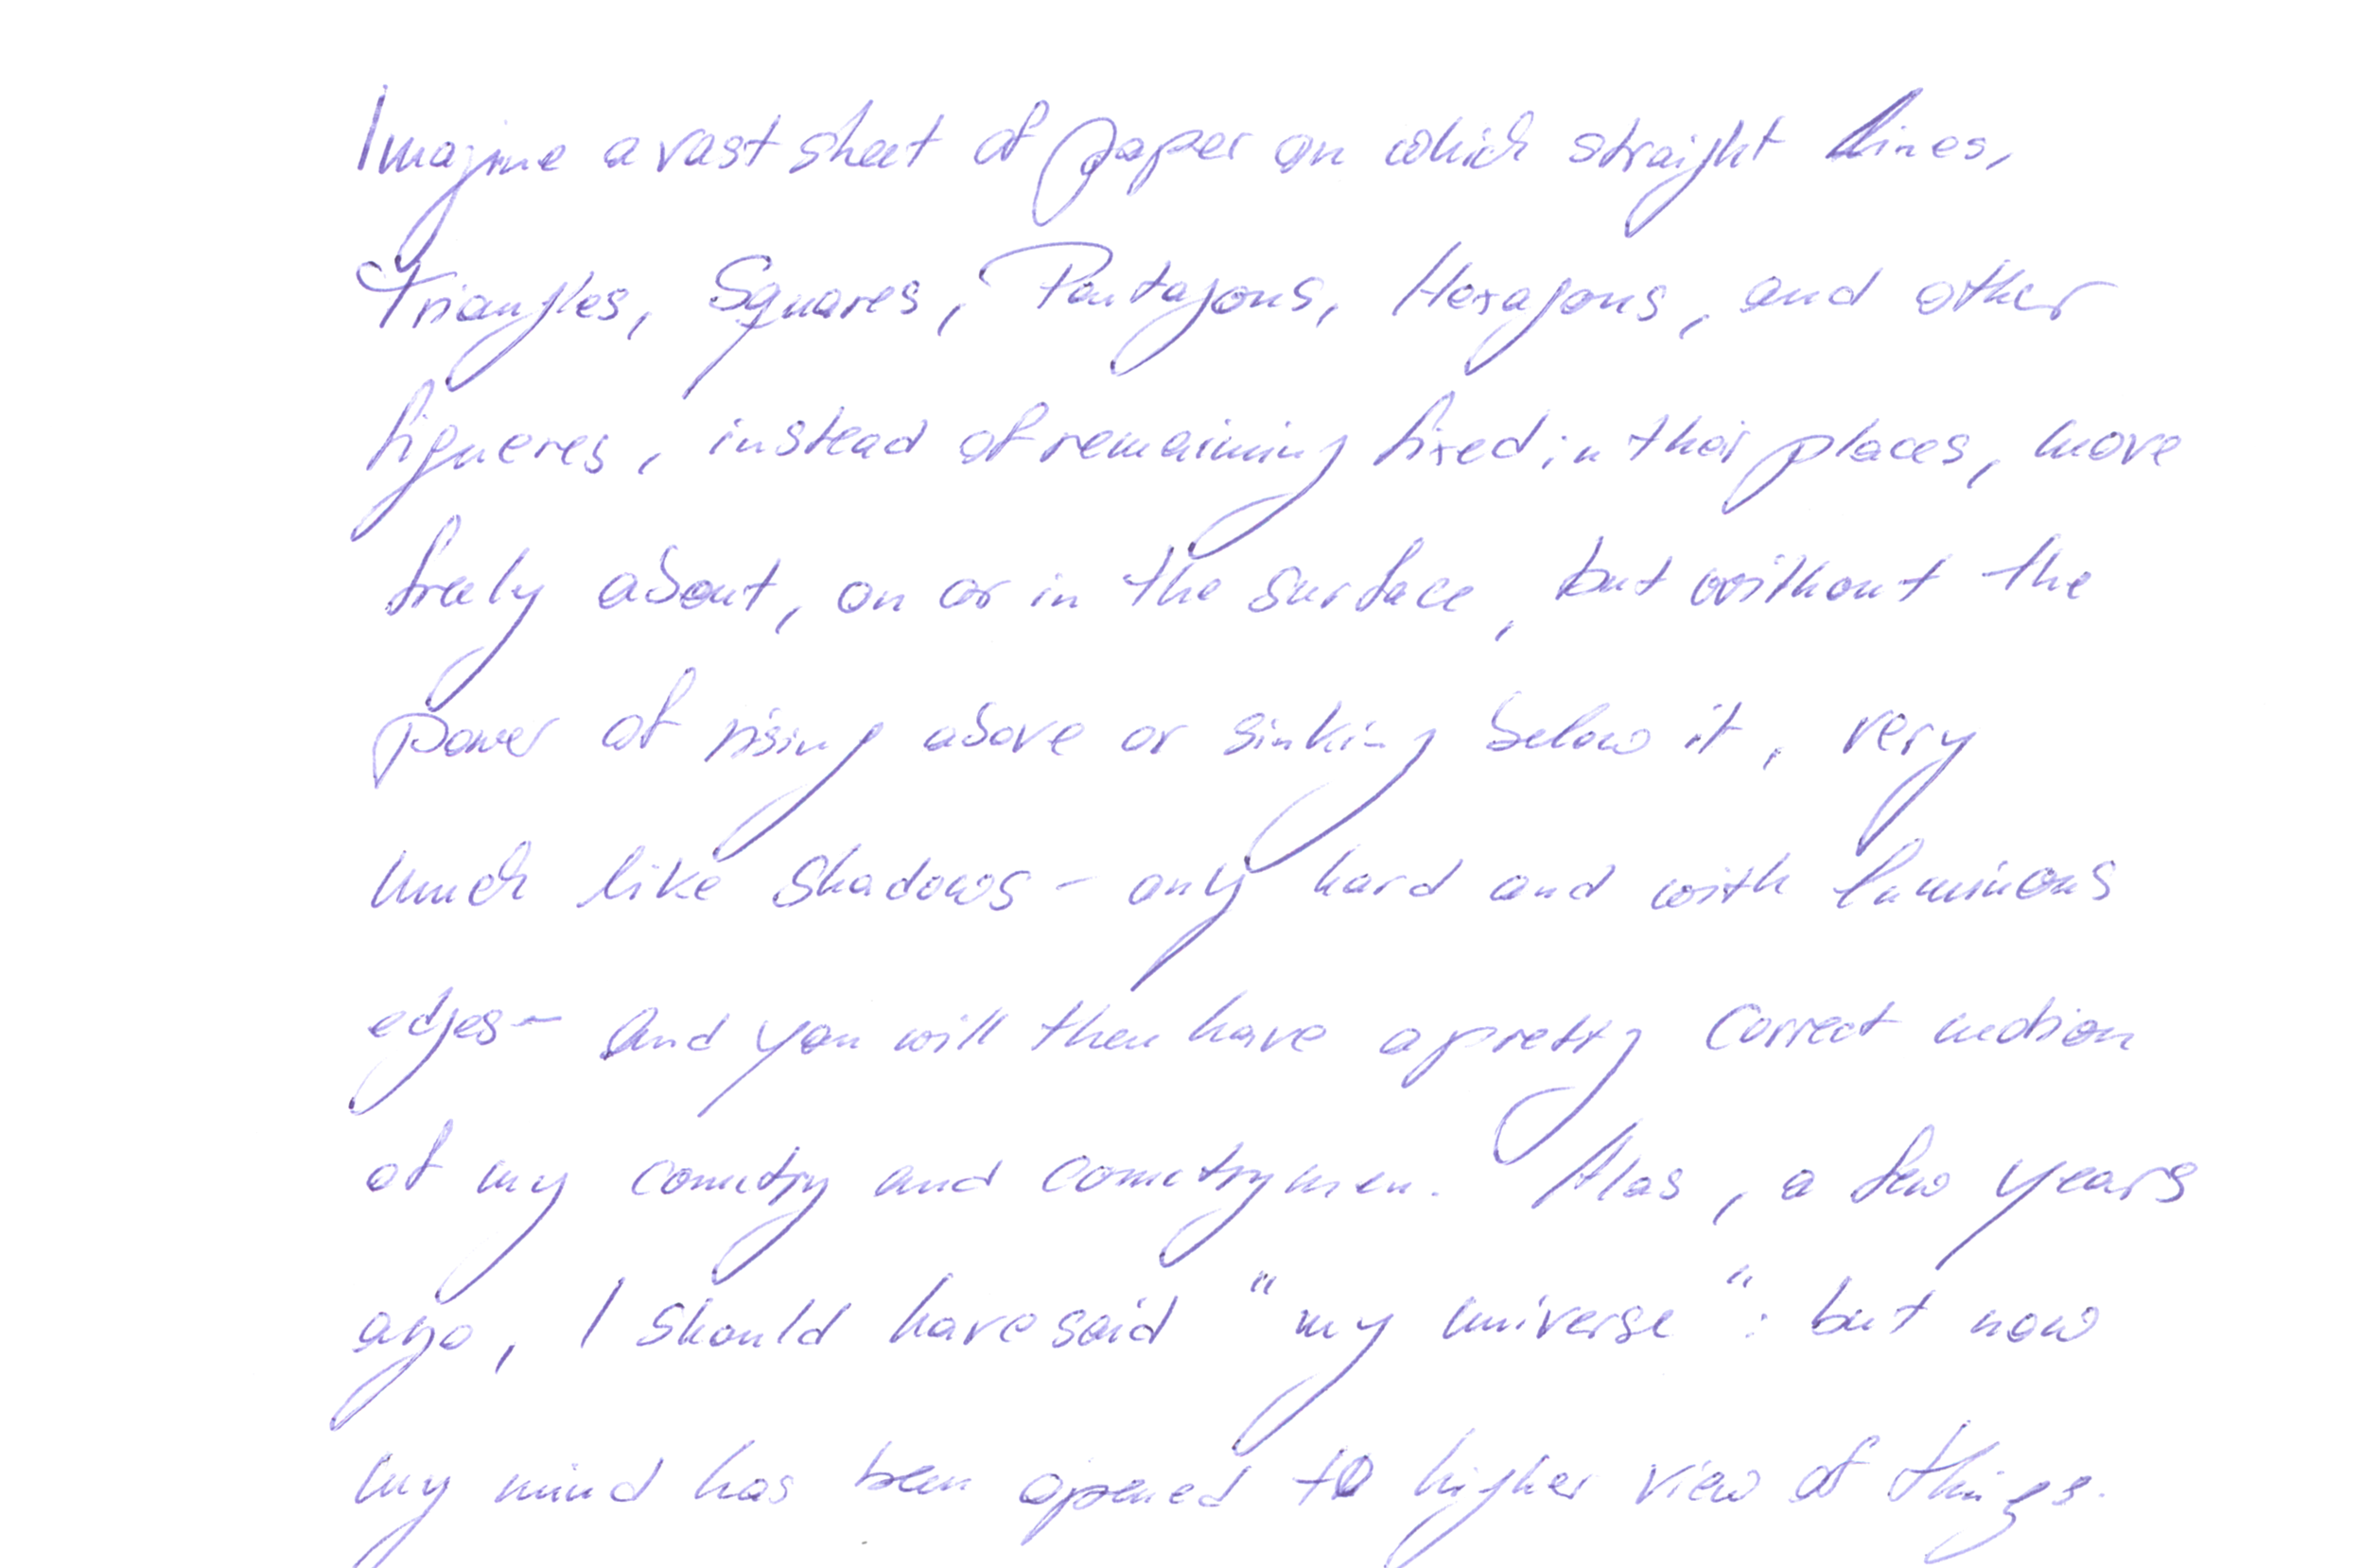 Imagine a vast sheet of paper on which straight lines,
Triangles, Squares, Pentagons, Hexagons, and other
figueres, instead of remaining fixed in their places, move
freely about, on or in the surface, but without the
power of rising above or sinking below it, very
much like shadows - any hard and with luminous
edges - and you will then have a pretty correct notion
of my country and countrymen. Alas, a few years
ago, I should have said "my universe": but now
my mind has been opened to higher view of things.